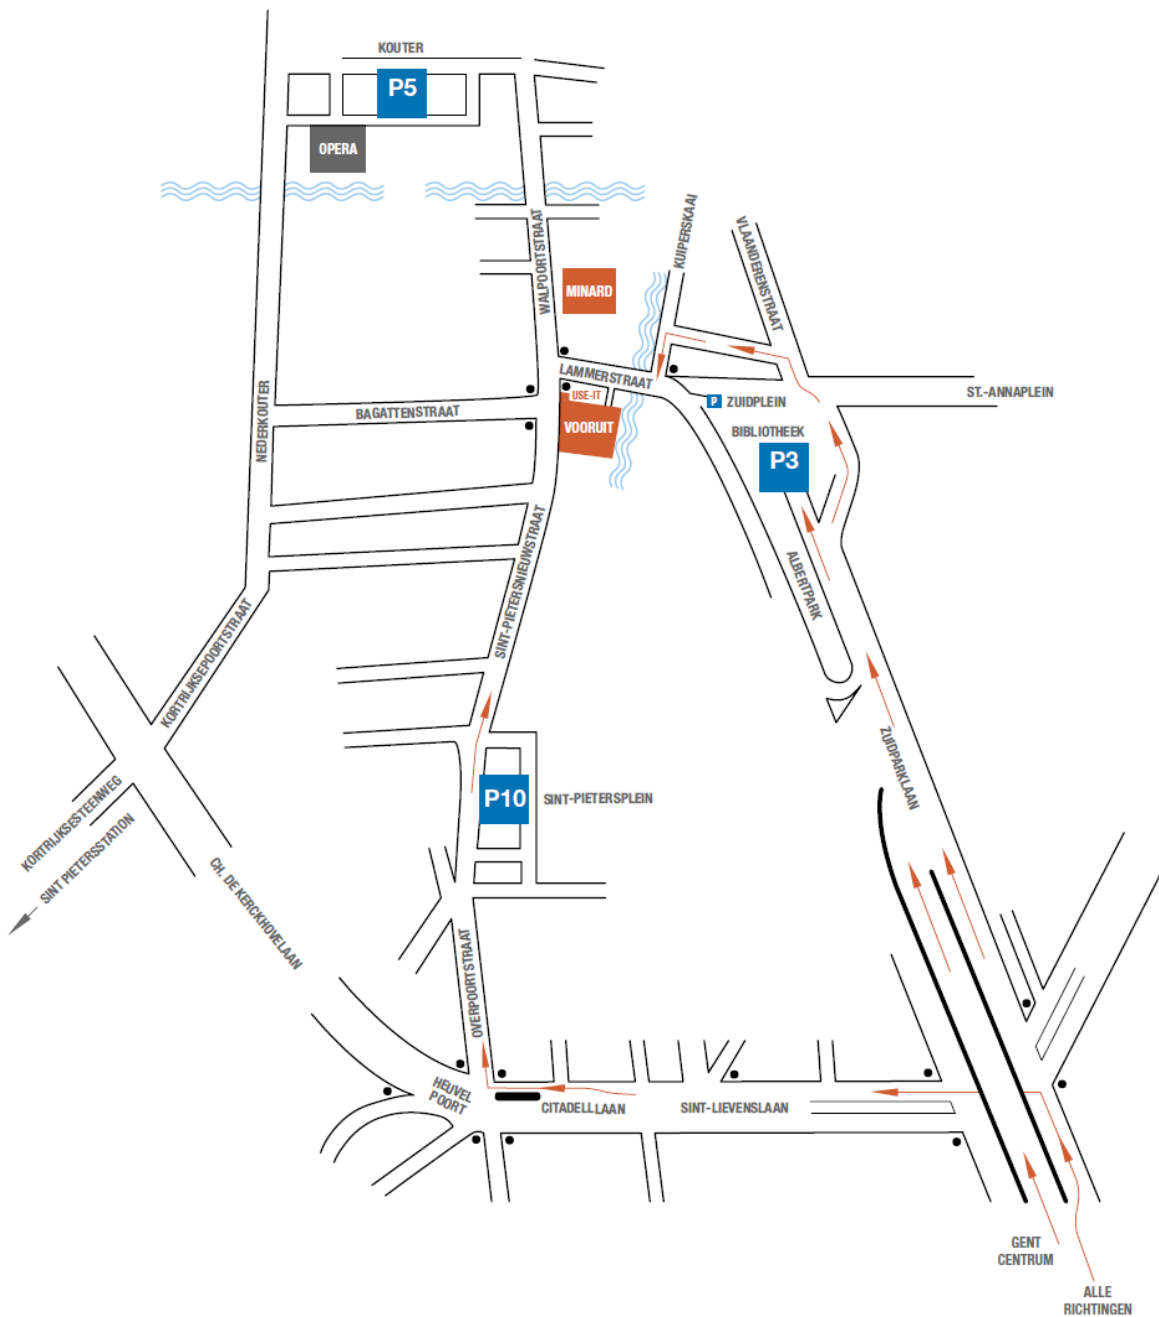 KOUTER
P5
OPERA
WALPOORTSTRAAT
KUIPERSKAAI
VLAANDERENSTRAAT
MINARD
LAMMERSTRAAT
USE-IT
VOORUIT
P
ZUIDPLEIN
ST.-ANNAPLEIN
BIBLIOTHEEK
P3
NEDERKOUTER
BAGATTENSTRAAT
SINT-PIETERSNIEUWSTRAAT
ALBERTPARK
KORTRIJKSEPOORTSTRAAT
ZUIDPARKLAAN
P10
SINT-PIETERSPLEIN
KORTRIJKSESTEENWEG
SINT PIETERSSTATION
CH. DE KERCKHOVELAAN
OVERPOORTSTRAAT
HEUVEL
POORT
CITADELLLAAN
SINT-LIEVENSLAAN
GENT
CENTRUM
ALLE
RICHTINGEN